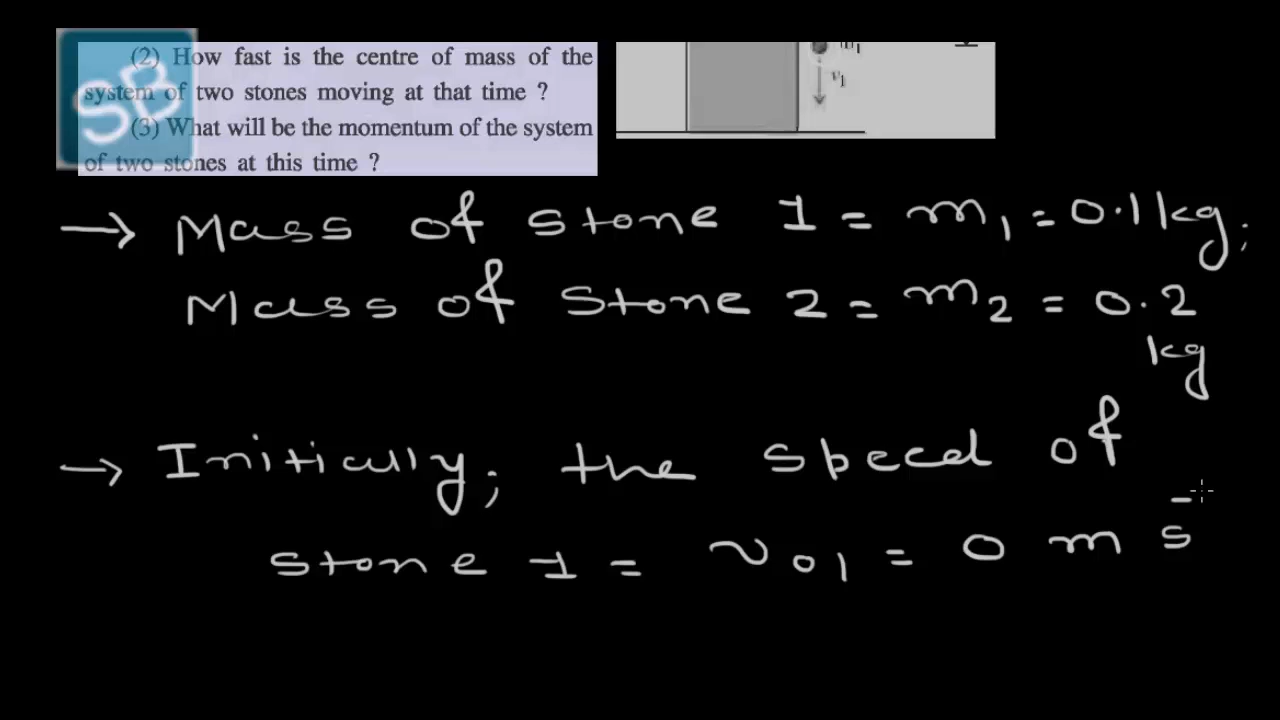 (2) How fast is the centre of mass of the
system of two stones moving at that time ?
(3) What will be the momentum of the system
of two stones at this time ?
SB
m₁
v₁
→ Mass of stone 1 = m₁ = 0.1 kg;
Mass of stone 2 = m₂ = 0.2
kg
→ Initially; the speed of
stone 1 = v₀₁ = 0 m s⁻